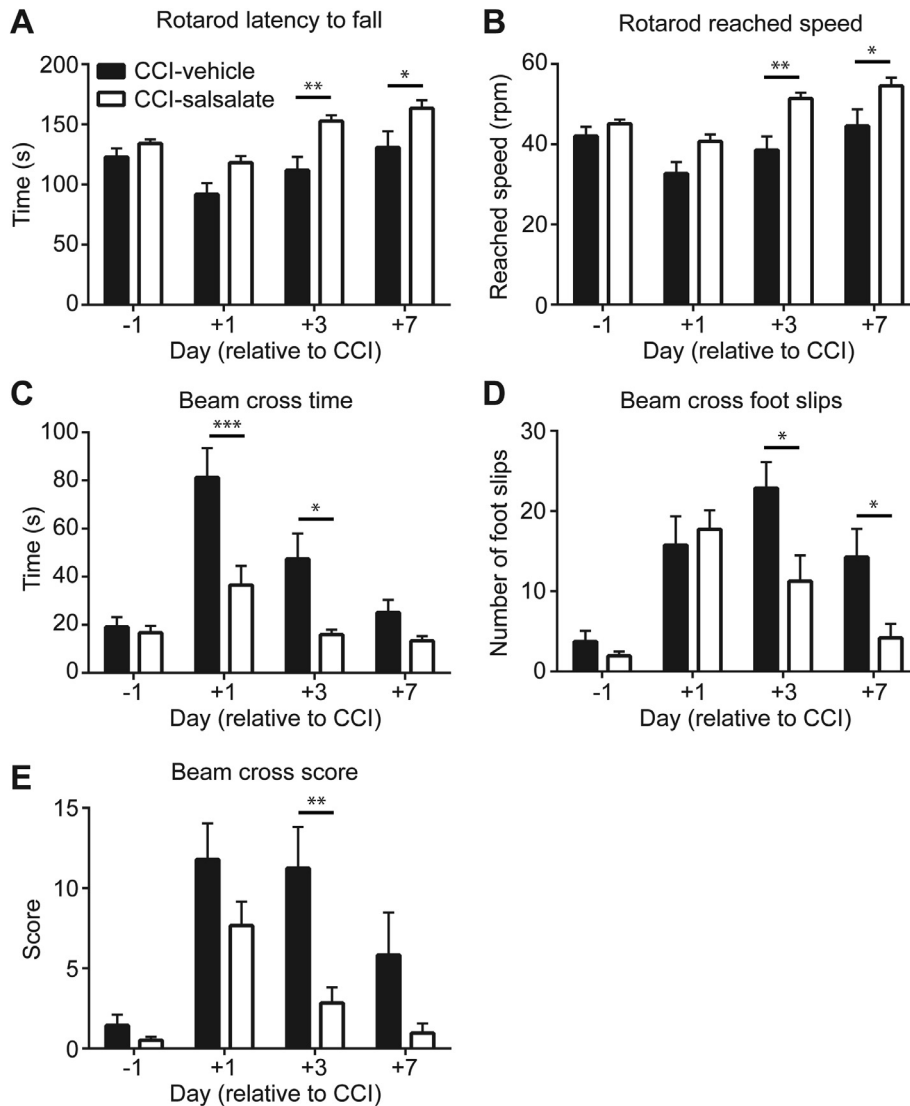 A
Rotarod latency to fall
CCI-vehicle
CCI-salsalate
**
*
Time (s)
200
150
100
50
0
-1 +1 +3 +7
Day (relative to CCI)
B
Rotarod reached speed
**
*
Reached speed (rpm)
60
40
20
0
-1 +1 +3 +7
Day (relative to CCI)
C
Beam cross time
***
*
Time (s)
100
80
60
40
20
0
-1 +1 +3 +7
Day (relative to CCI)
D
Beam cross foot slips
*
*
Number of foot slips
30
20
10
0
-1 +1 +3 +7
Day (relative to CCI)
E
Beam cross score
**
Score
15
10
5
0
-1 +1 +3 +7
Day (relative to CCI)